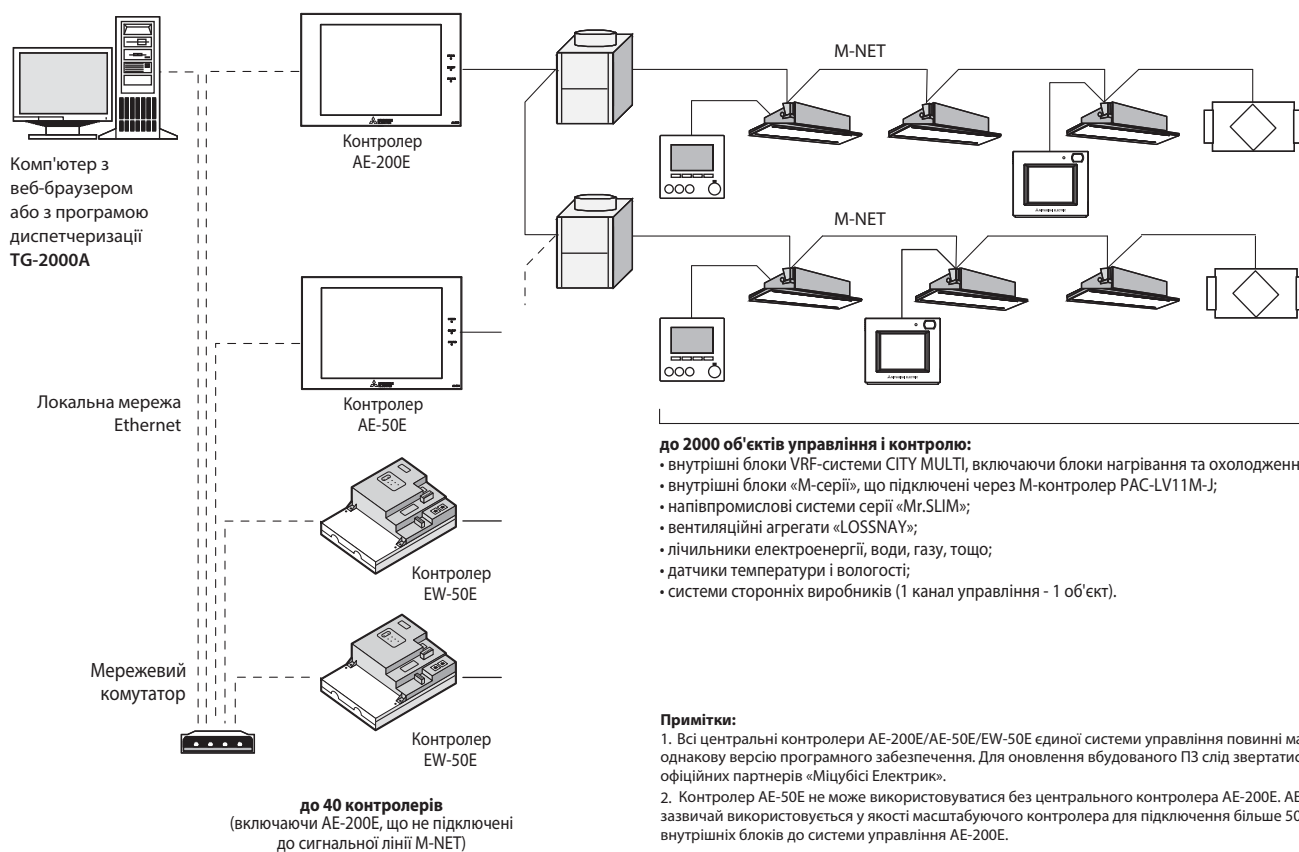 M-NET
Контролер
AE-200E
Комп'ютер з
веб-браузером
або з програмою
диспетчеризації
TG-2000A
M-NET
Контролер
AE-50E
Локальна мережа
Ethernet
Контролер
EW-50E
Мережевий
комутатор
Контролер
EW-50E
до 40 контролерів
(включаючи AE-200E, що не підключені
до сигнальної лінії M-NET)
до 2000 об'єктів управління і контролю:
• внутрішні блоки VRF-системи CITY MULTI, включаючи блоки нагрівання та охолодженн
• внутрішні блоки «М-серії», що підключені через М-контролер PAC-LV11M-J;
• напівпромислові системи серії «Mr.SLIM»;
• вентиляційні агрегати «LOSSNAY»;
• лічильники електроенергії, води, газу, тощо;
• датчики температури і вологості;
• системи сторонніх виробників (1 канал управління - 1 об'єкт).
Примітки:
1. Всі центральні контролери AE-200E/AE-50E/EW-50E єдиної системи управління повинні ма
однакову версію програмного забезпечення. Для оновлення вбудованого ПЗ слід звертатис
офіційних партнерів «Міцубісі Електрик».
2. Контролер AE-50E не може використовуватися без центрального контролера AE-200E. AE
зазвичай використовується у якості масштабуючого контролера для підключення більше 50
внутрішніх блоків до системи управління AE-200E.